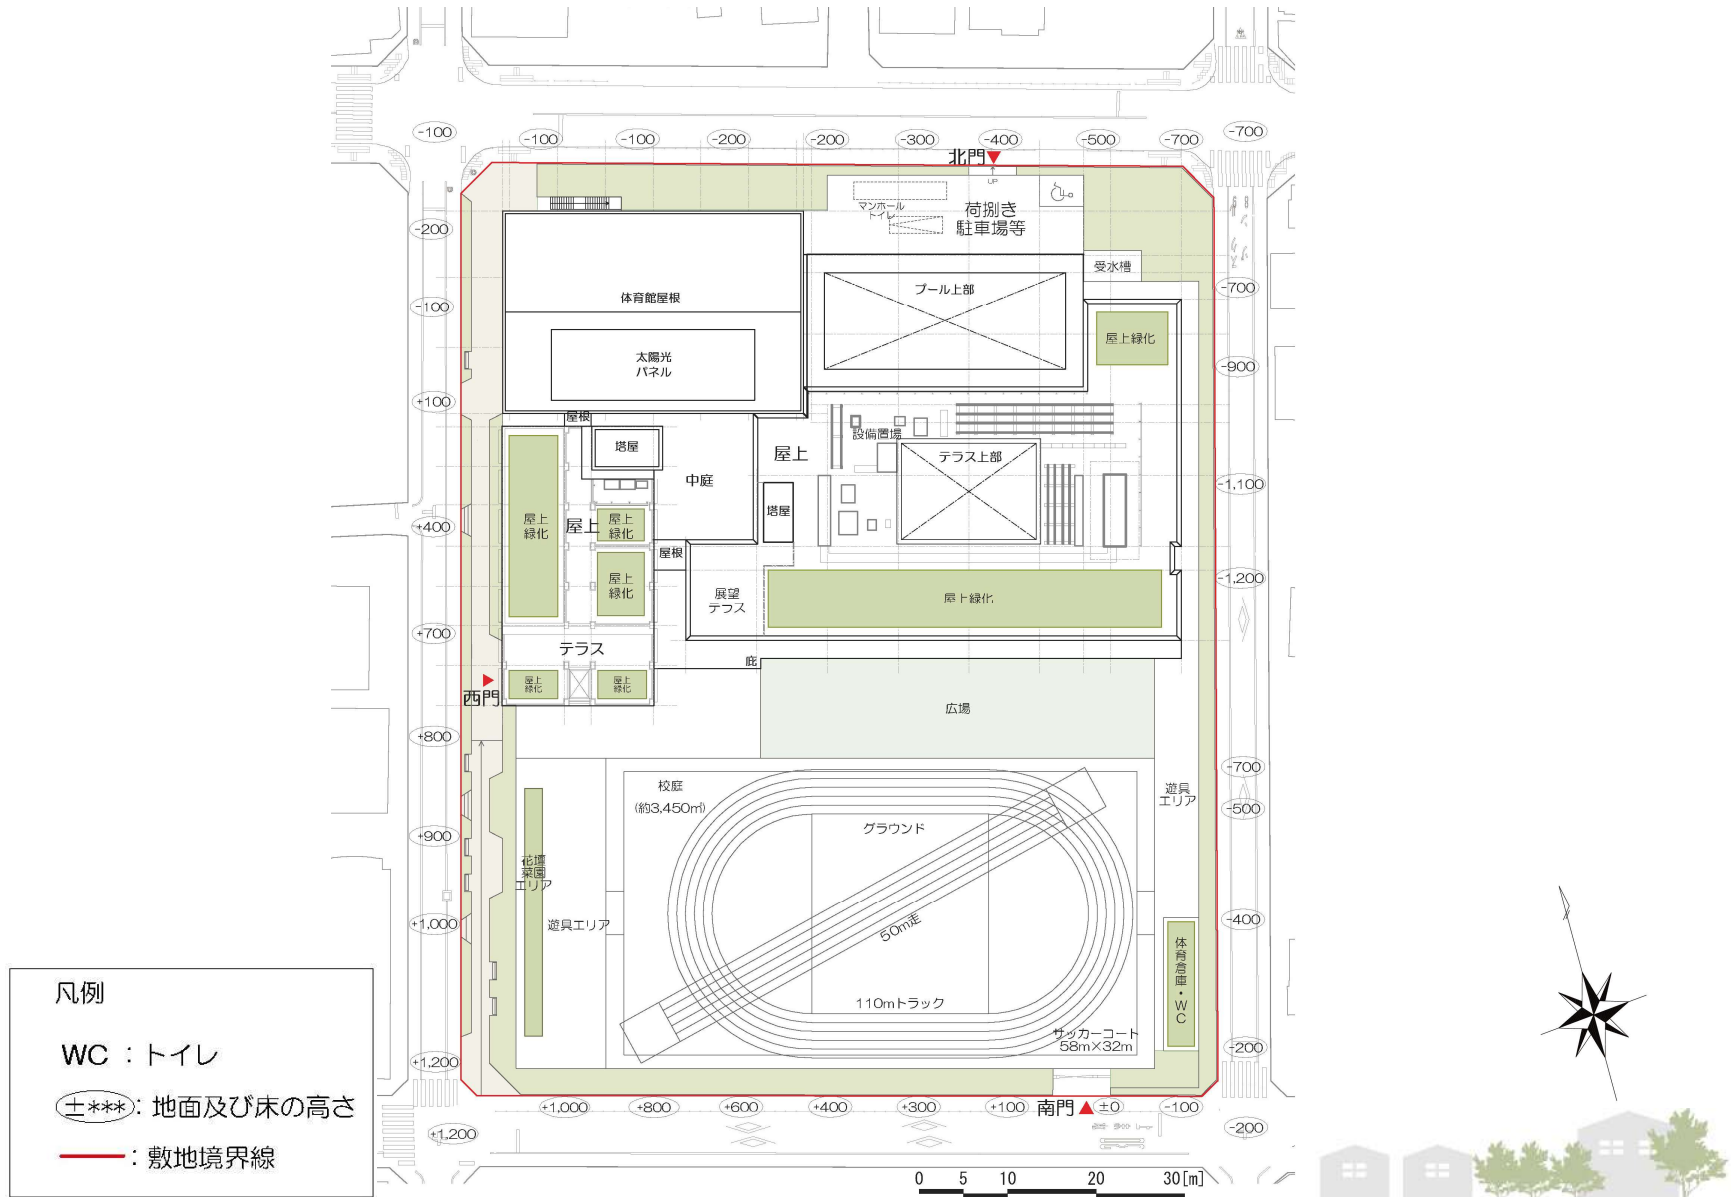 -100
-100
-100
-200
-200
-300
-400
-500
-700
-700
北門
UP
マンホール
トイレ
荷捌き
駐車場等
-200
受水槽
体育館屋根
プール上部
-700
-100
太陽光
パネル
屋上緑化
-900
+100
屋根
塔屋
設備置場
屋上
テラス上部
中庭
-1,100
塔屋
屋上
緑化
屋上
屋上
緑化
+400
屋根
屋上
緑化
展望
テラス
屋上緑化
-1,200
+700
テラス
庇
屋上
緑化
屋上
緑化
西門
広場
+800
-700
校庭
(約3,450㎡)
遊具
エリア
-500
グラウンド
+900
花壇
菜園
エリア
遊具エリア
+1,000
50m走
-400
体育倉庫・WC
110mトラック
サッカーコート
58m×32m
+1,200
-200
+1,000
+800
+600
+400
+300
+100
南門
±0
-100
+1,200
-200
凡例
WC:トイレ
±***:地面及び床の高さ
:敷地境界線
0 5 10 20 30[m]